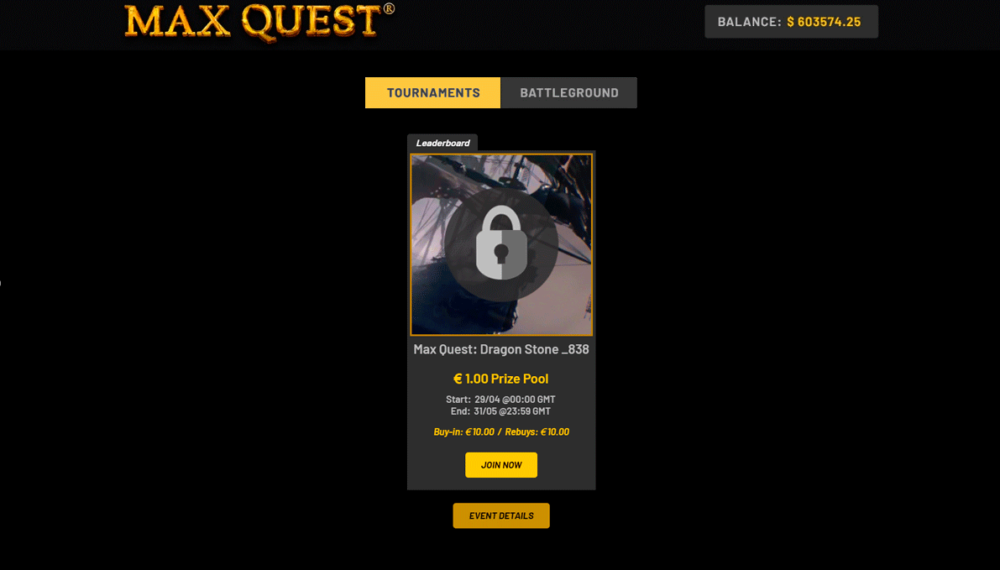 MAX QUEST®
BALANCE: $ 603574.25
TOURNAMENTS
BATTLEGROUND
Leaderboard
Max Quest: Dragon Stone _838
€ 1.00 Prize Pool
Start: 29/04 @00:00 GMT
End: 31/05 @23:59 GMT
Buy-in: €10.00 / Rebuys: €10.00
JOIN NOW
EVENT DETAILS